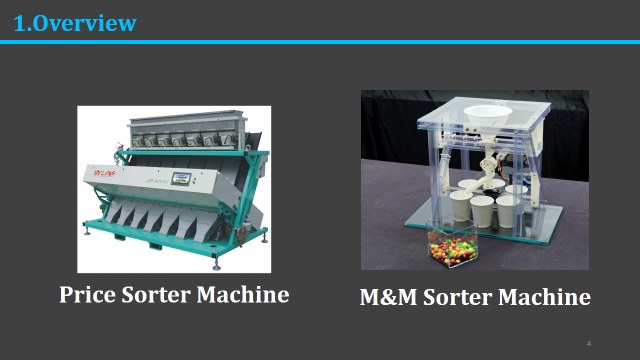 1.Overview
Price Sorter Machine
M&M Sorter Machine
4